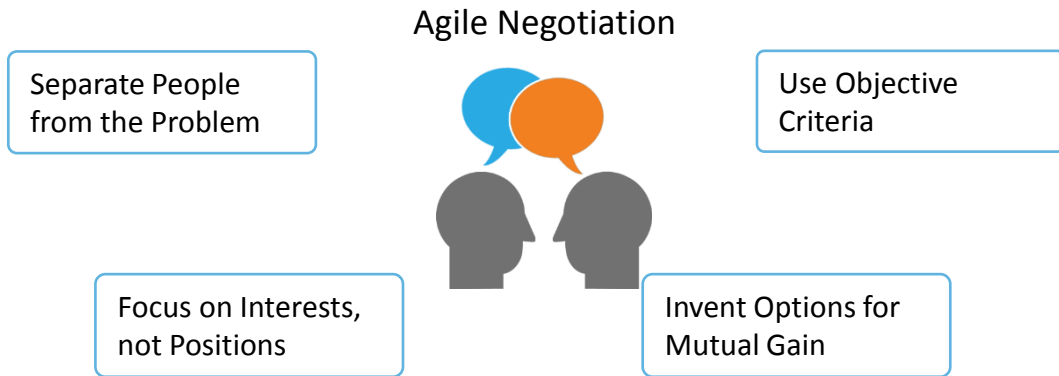 Agile Negotiation
Separate People
from the Problem
Use Objective
Criteria
Focus on Interests,
not Positions
Invent Options for
Mutual Gain